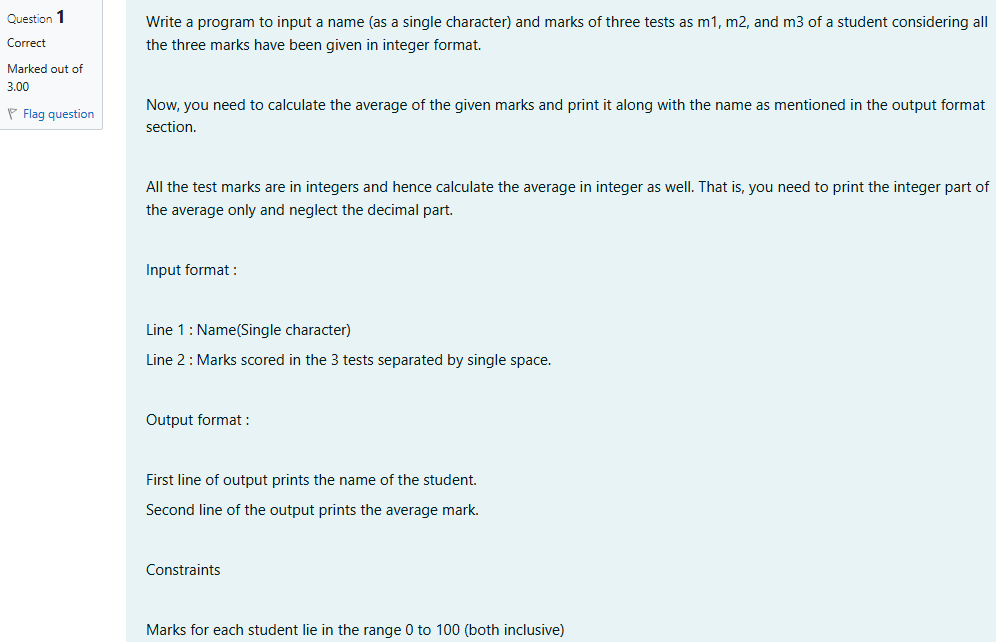 Question 1
Correct
Marked out of
3.00
Flag question
Write a program to input a name (as a single character) and marks of three tests as m1, m2, and m3 of a student considering all
the three marks have been given in integer format.
Now, you need to calculate the average of the given marks and print it along with the name as mentioned in the output format
section.
All the test marks are in integers and hence calculate the average in integer as well. That is, you need to print the integer part of
the average only and neglect the decimal part.
Input format :
Line 1 : Name(Single character)
Line 2 : Marks scored in the 3 tests separated by single space.
Output format :
First line of output prints the name of the student.
Second line of the output prints the average mark.
Constraints
Marks for each student lie in the range 0 to 100 (both inclusive)